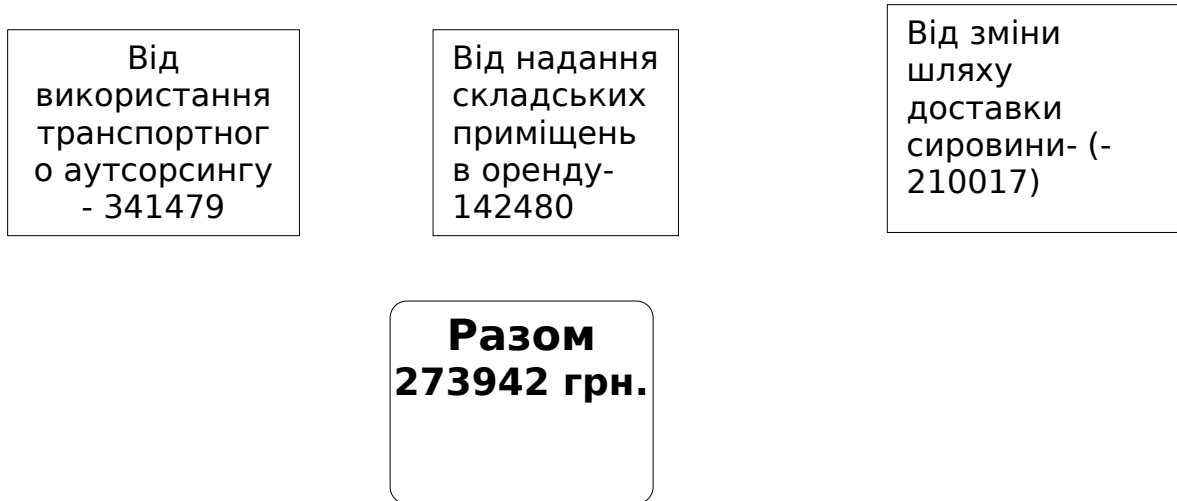 Від
використання
транспортног
о аутсорсингу
- 341479
Від надання
складських
приміщень
в оренду-
142480
Від зміни
шляху
доставки
сировини- (-
210017)
Разом
273942 грн.